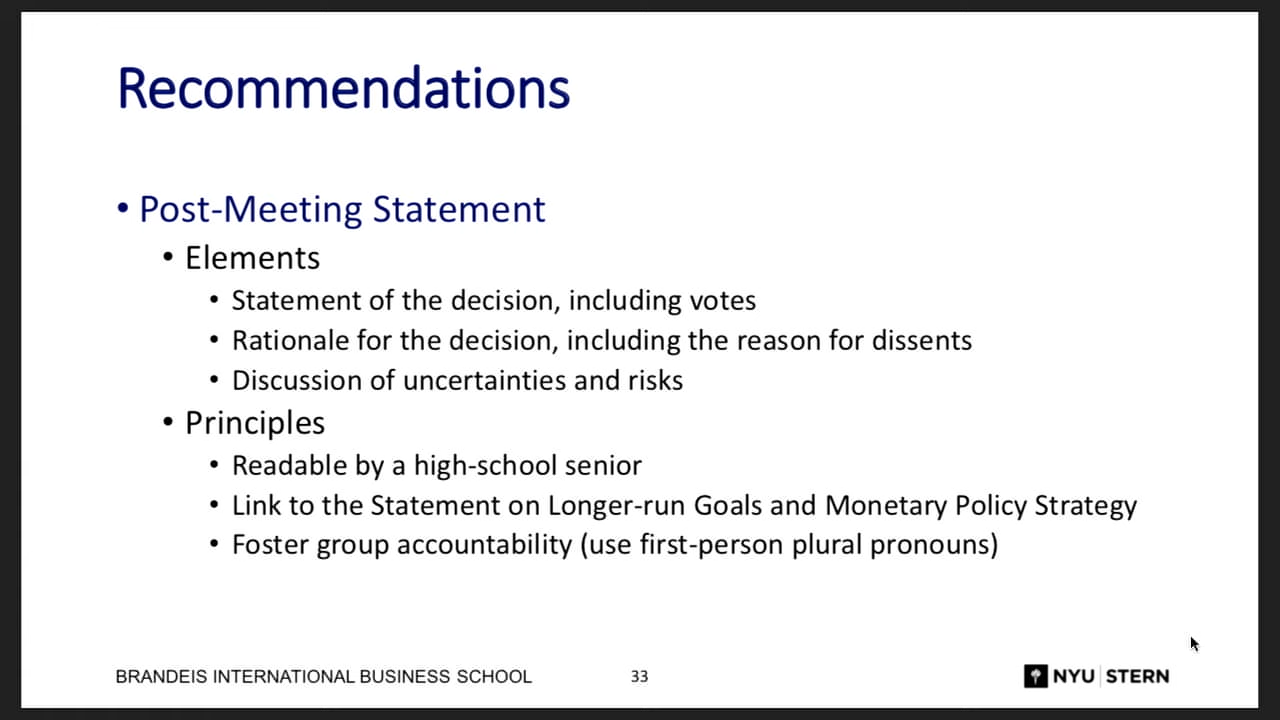 Recommendations
• Post-Meeting Statement
• Elements
• Statement of the decision, including votes
• Rationale for the decision, including the reason for dissents
• Discussion of uncertainties and risks
• Principles
• Readable by a high-school senior
• Link to the Statement on Longer-run Goals and Monetary Policy Strategy
• Foster group accountability (use first-person plural pronouns)
BRANDEIS INTERNATIONAL BUSINESS SCHOOL
33
NYU STERN